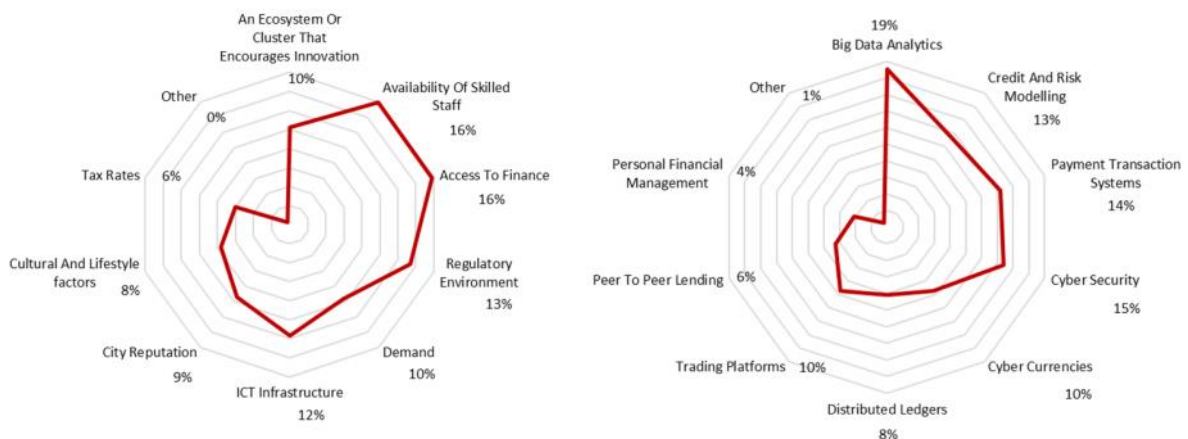 An Ecosystem Or
Cluster That
Encourages Innovation
10%
Availability Of Skilled
Staff
16%
Access To Finance
16%
Regulatory
Environment
13%
Demand
10%
ICT Infrastructure
12%
City Reputation
9%
Cultural And Lifestyle
factors
8%
Tax Rates
6%
Other
0%
19%
Big Data Analytics
Credit And Risk
Modelling
13%
Payment Transaction
Systems
14%
Cyber Security
15%
Cyber Currencies
10%
Distributed Ledgers
8%
Trading Platforms
10%
Peer To Peer Lending
6%
Personal Financial
Management
4%
Other
1%